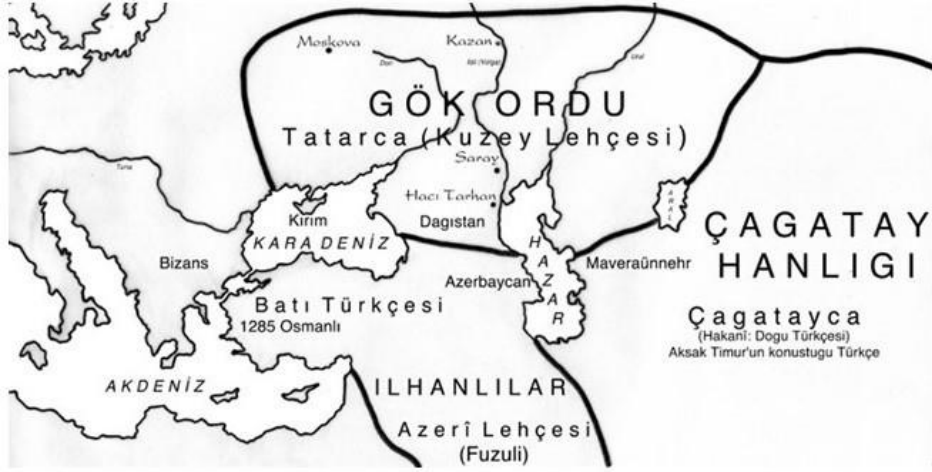 Moskova
Kazan
Don
Itil (Volga)
Ural
GÖK ORDU
Tatarca (Kuzey Lehçesi)
Tuna
Saray
Hacı Tarhan
ARAL
Kırım
Dagıstan
KARA DENİZ
HAZAR
ÇAGATAY
HANLIGI
Bizans
Azerbaycan
Maveraünnehr
Batı Türkçesi
1285 Osmanlı
Çagatayca
(Hakanî: Dogu Türkçesi)
Aksak Timur'un konustugu Türkçe
AKDENİZ
ILHANLILAR
Azerî Lehçesi
(Fuzuli)